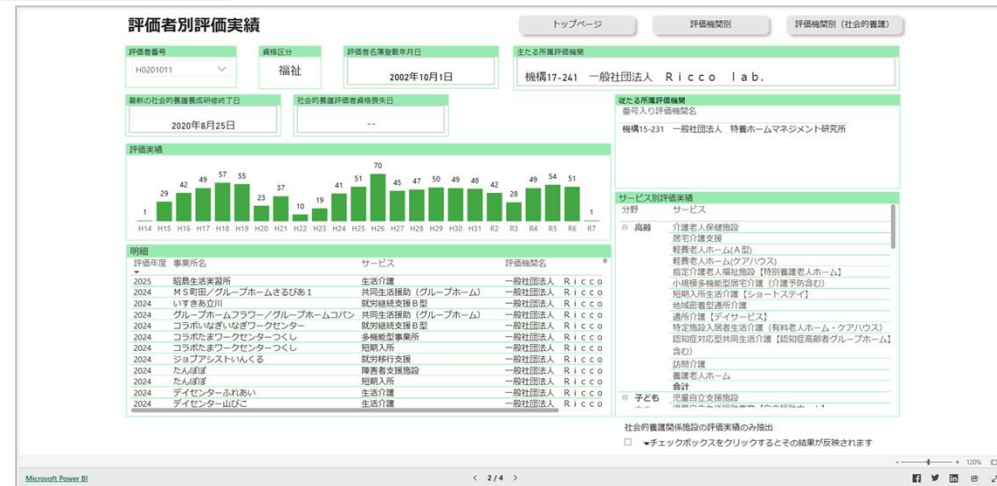 評価者別評価実績
トップページ
評価機関別
評価機関別（社会的養護）
評価者番号
H0201011
資格区分
福祉
評価者名簿登載年月日
2002年10月1日
主たる所属評価機関
機構17-241 一般社団法人 Ｒｉｃｃｏ ｌａｂ．
最新の社会的養護養成研修終了日
2020年8月25日
社会的養護評価者資格喪失日
--
従たる所属評価機関
番号入り評価機関名
機構15-231 一般社団法人 特養ホームマネジメント研究所
評価実績
1 29 42 49 57 55 23 37 10 19 41 51 70 45 47 50 49 48 42 28 49 54 51 1
H14 H15 H16 H17 H18 H19 H20 H21 H22 H23 H24 H25 H26 H27 H28 H29 H30 H31 R2 R3 R4 R5 R6 R7
明細
評価年度 事業所名 サービス 評価機関名
2025 昭島生活実習所 生活介護 一般社団法人 Ｒｉｃｃｏ
2024 ＭＳ町田／グループホームさるびあ１ 共同生活援助（グループホーム） 一般社団法人 Ｒｉｃｃｏ
2024 いすきあ立川 就労継続支援Ｂ型 一般社団法人 Ｒｉｃｃｏ
2024 グループホームフラワー／グループホームコパン 共同生活援助（グループホーム） 一般社団法人 Ｒｉｃｃｏ
2024 コラボいなぎいなぎワークセンター 就労継続支援Ｂ型 一般社団法人 Ｒｉｃｃｏ
2024 コラボたまワークセンターつくし 多機能型事業所 一般社団法人 Ｒｉｃｃｏ
2024 コラボたまワークセンターつくし 短期入所 一般社団法人 Ｒｉｃｃｏ
2024 ジョブアシストいんくる 就労移行支援 一般社団法人 Ｒｉｃｃｏ
2024 たんぽぽ 障害者支援施設 一般社団法人 Ｒｉｃｃｏ
2024 たんぽぽ 短期入所 一般社団法人 Ｒｉｃｃｏ
2024 デイセンターふれあい 生活介護 一般社団法人 Ｒｉｃｃｏ
2024 デイセンター山びこ 生活介護 一般社団法人 Ｒｉｃｃｏ
サービス別評価実績
分野 サービス
高齢 介護老人保健施設
居宅介護支援
軽費老人ホーム(Ａ型)
軽費老人ホーム(ケアハウス)
指定介護老人福祉施設【特別養護老人ホーム】
小規模多機能型居宅介護（介護予防含む）
短期入所生活介護【ショートステイ】
地域密着型通所介護
通所介護【デイサービス】
特定施設入居者生活介護（有料老人ホーム・ケアハウス）
認知症対応型共同生活介護【認知症高齢者グループホーム】
含む）
訪問介護
養護老人ホーム
合計
子ども 児童自立支援施設
社会的養護関係施設の評価実績のみ抽出
チェックボックスをクリックするとその結果が反映されます
- + 120%
Microsoft Power BI
2 / 4